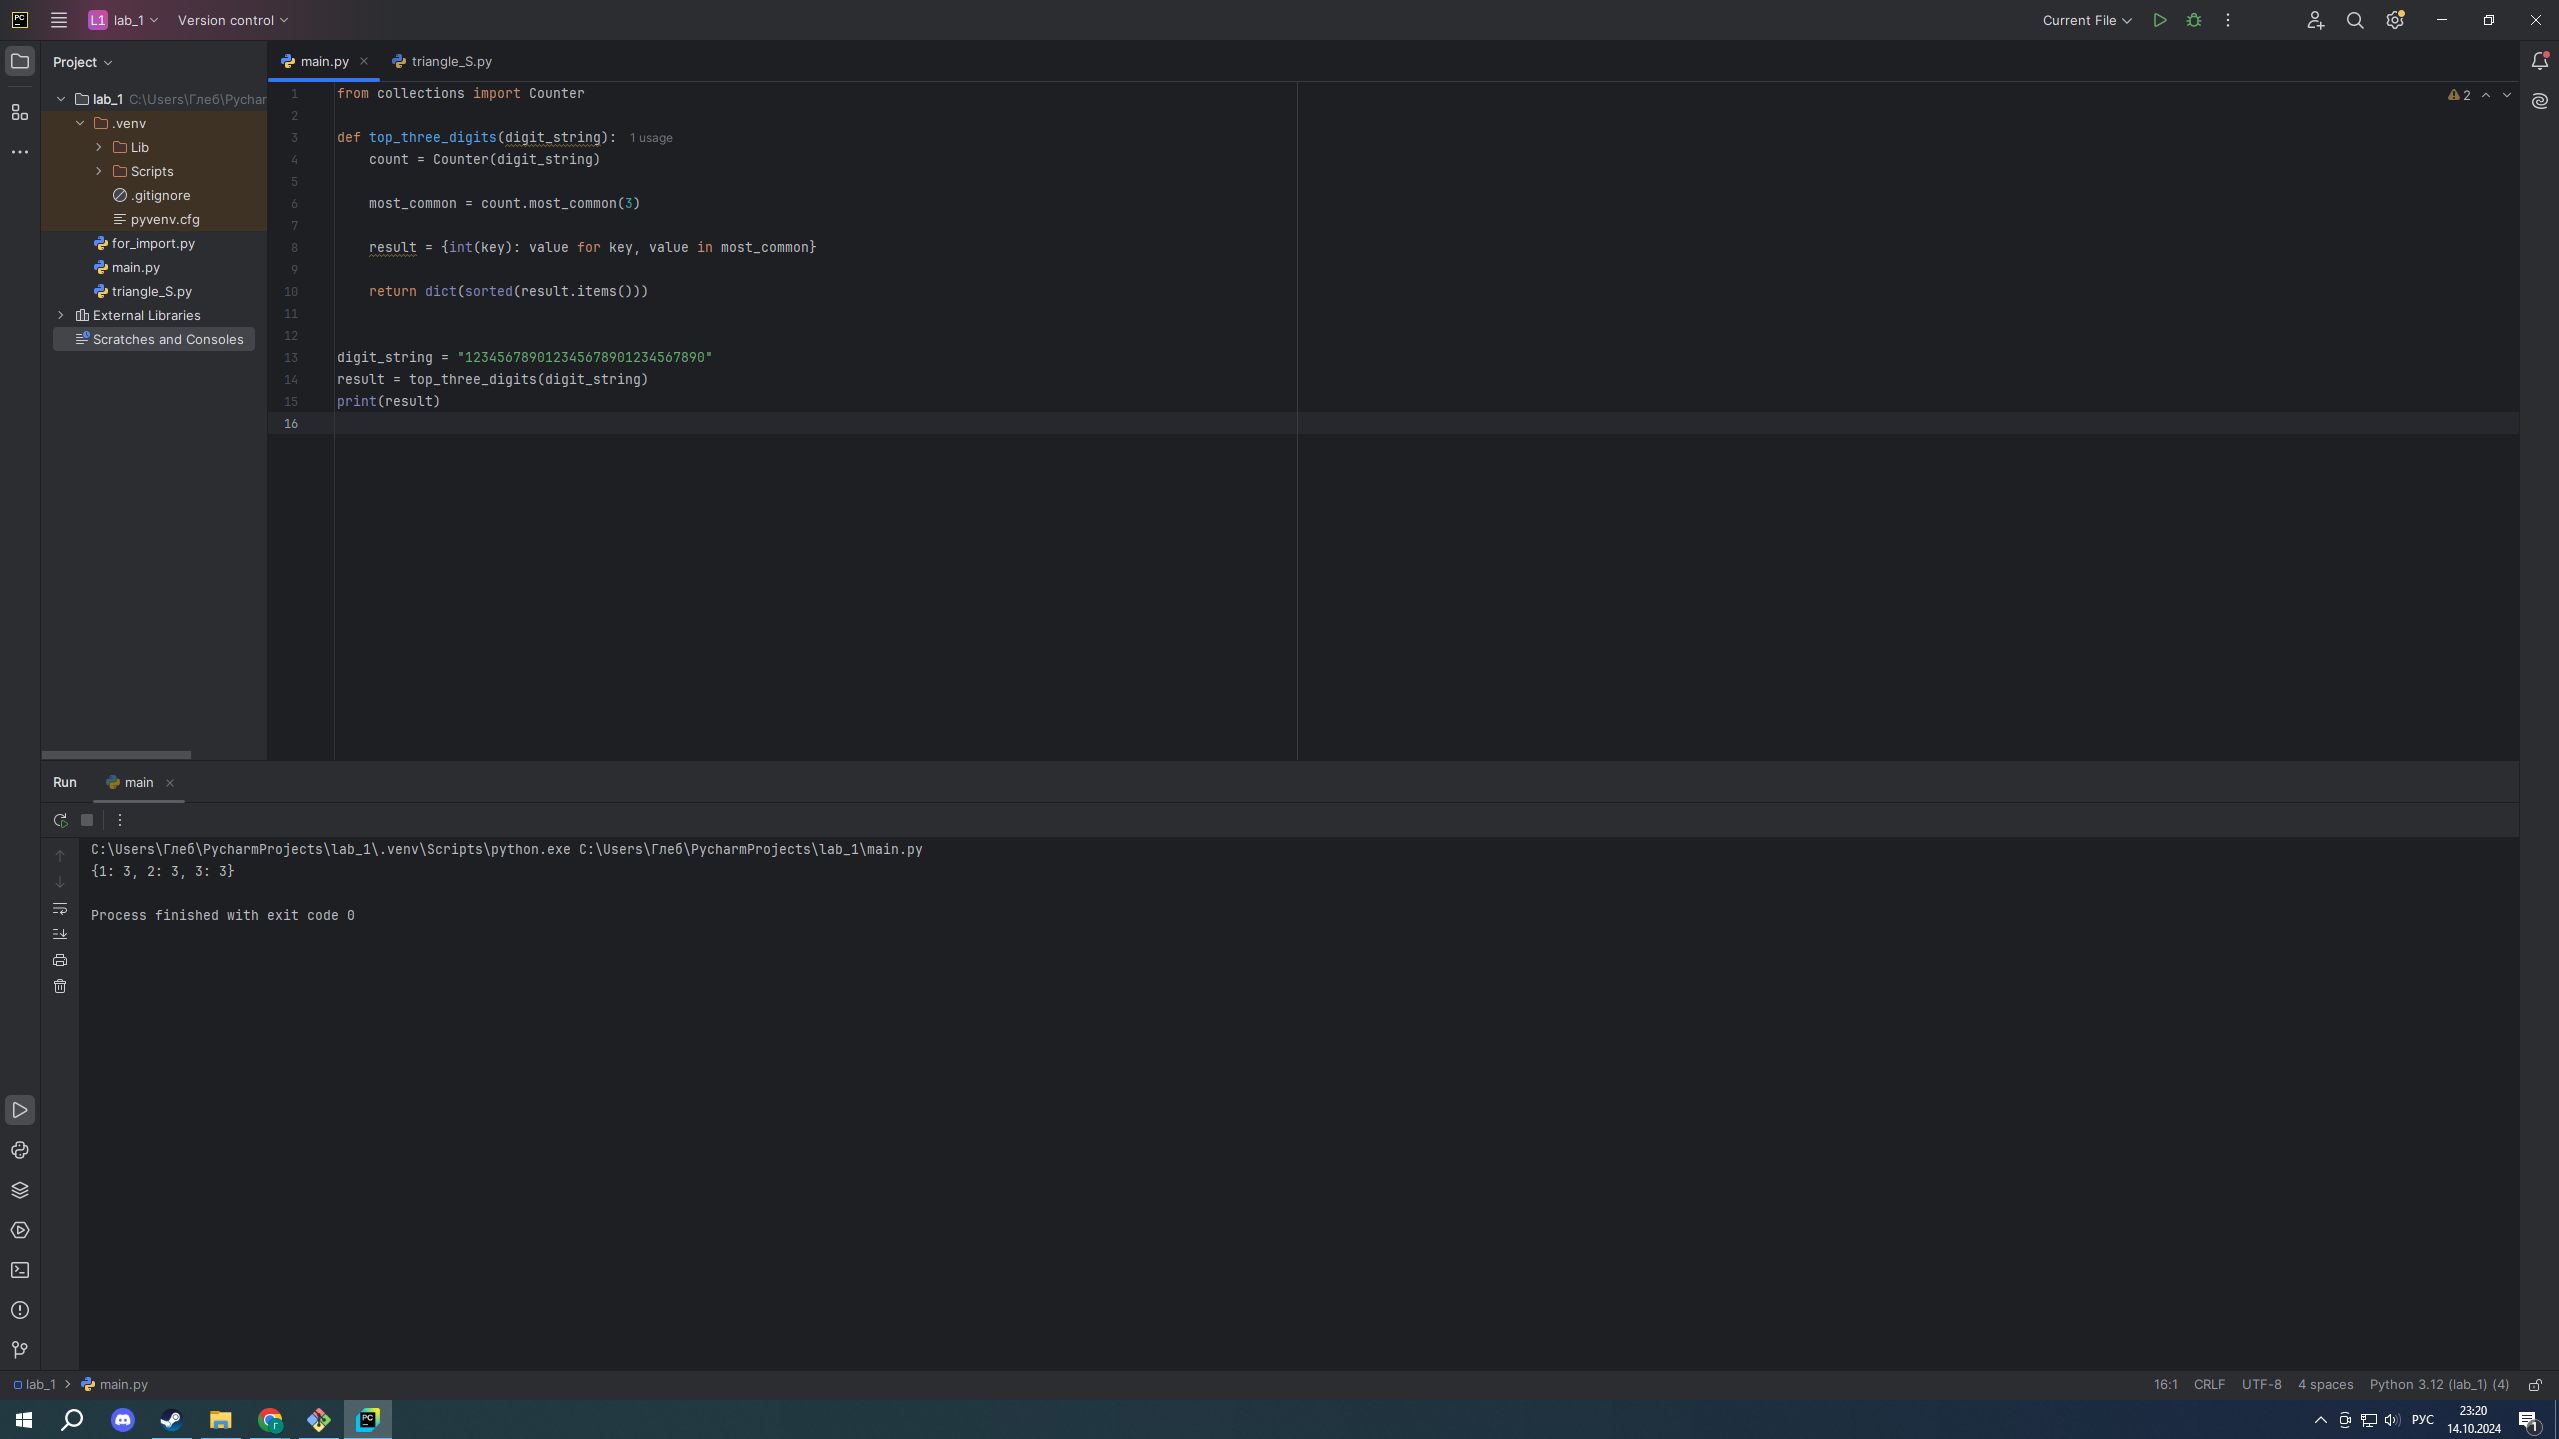 PC L1 lab_1 Version control Current File
Project
main.py triangle_S.py
lab_1 C:\Users\Глеб\Pychar
.venv
Lib
Scripts
.gitignore
pyvenv.cfg
for_import.py
main.py
triangle_S.py
External Libraries
Scratches and Consoles
2
1 from collections import Counter
2
3 def top_three_digits(digit_string): 1 usage
4 count = Counter(digit_string)
5
6 most_common = count.most_common(3)
7
8 result = {int(key): value for key, value in most_common}
9
10 return dict(sorted(result.items()))
11
12
13 digit_string = "123456789012345678901234567890"
14 result = top_three_digits(digit_string)
15 print(result)
16
Run main
C:\Users\Глеб\PycharmProjects\lab_1\.venv\Scripts\python.exe C:\Users\Глеб\PycharmProjects\lab_1\main.py
{1: 3, 2: 3, 3: 3}
Process finished with exit code 0
lab_1 main.py 16:1 CRLF UTF-8 4 spaces Python 3.12 (lab_1) (4)
PC РУС 23:20
14.10.2024
1